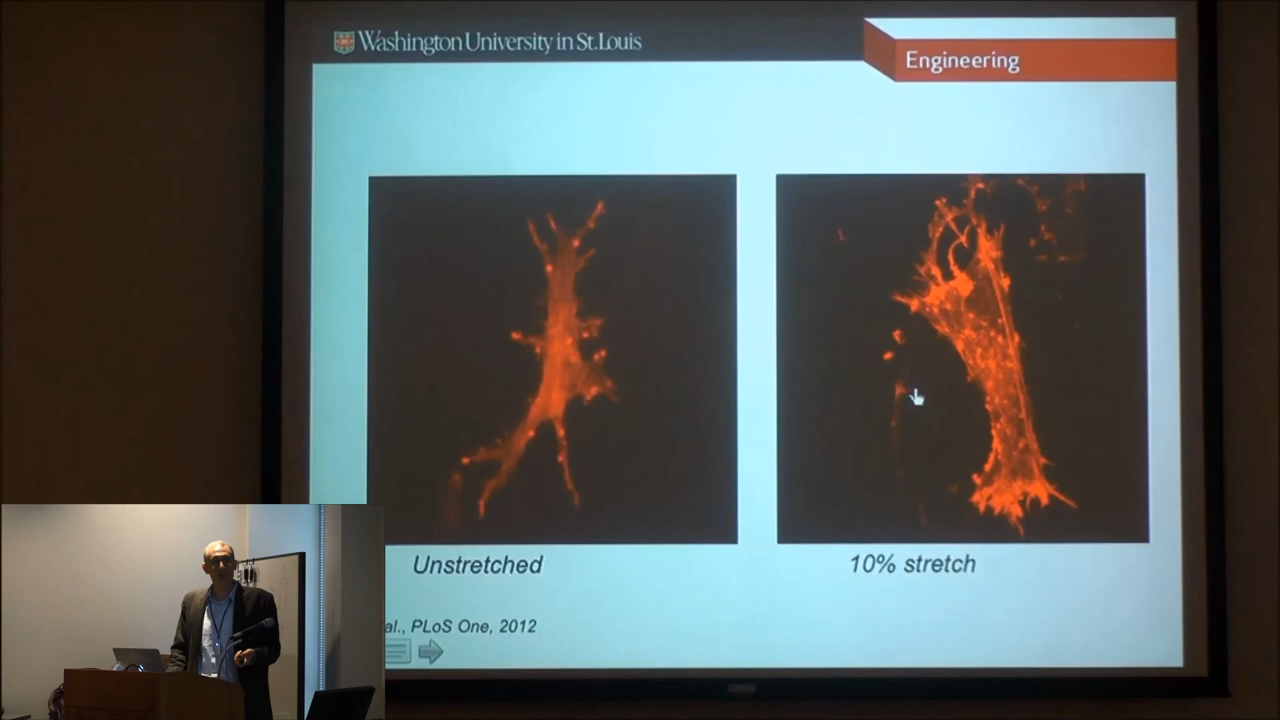 Washington University in St. Louis
Engineering
Unstretched
10% stretch
al., PLoS One, 2012